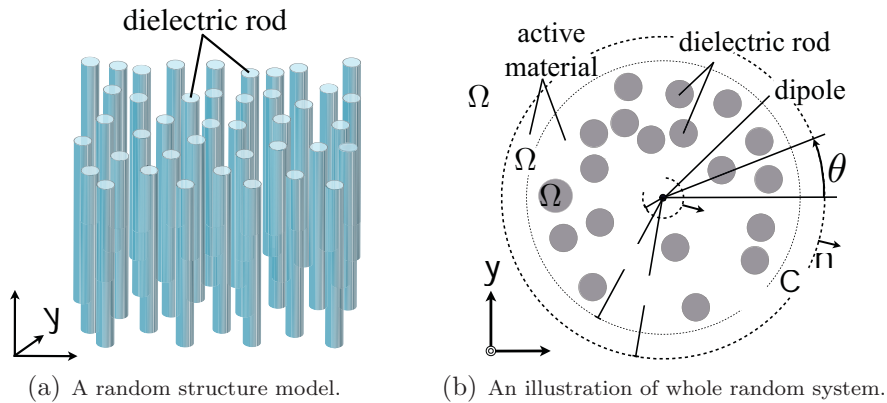 dielectric rod
y
(a) A random structure model.
active
material
dielectric rod
dipole
Ω
Ω
Ω
θ
C
y
(b) An illustration of whole random system.